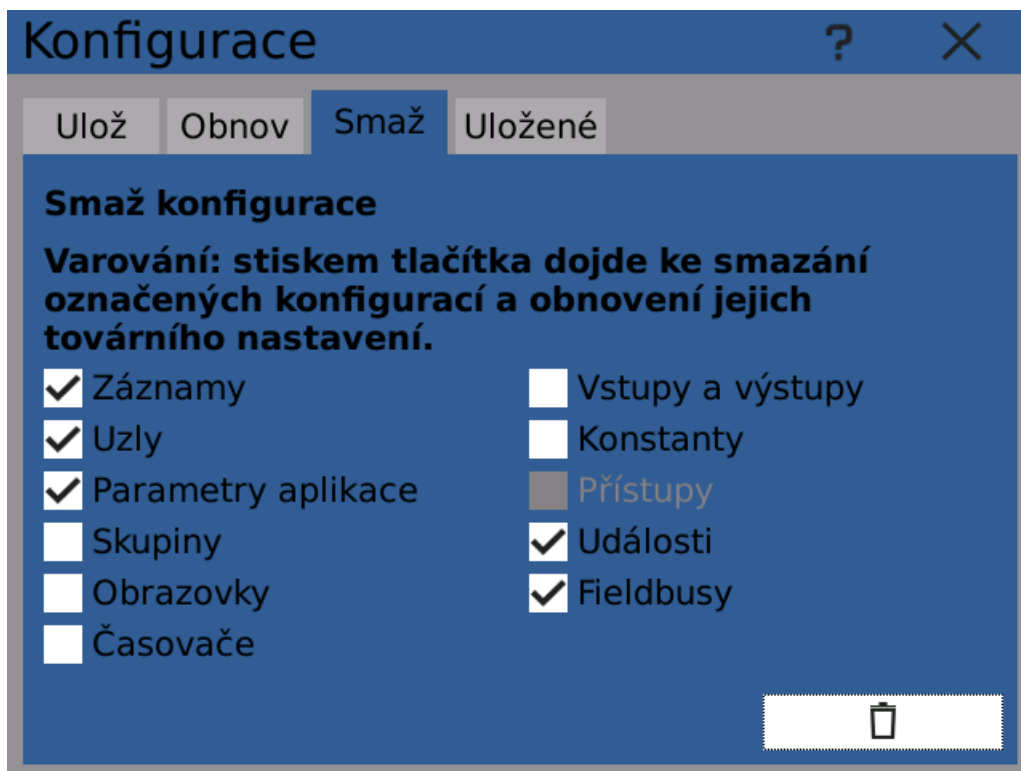 Konfigurace ?
Ulož Obnov Smaž Uložené
Smaž konfigurace
Varování: stiskem tlačítka dojde ke smazání
označených konfigurací a obnovení jejich
továrního nastavení.
Záznamy Vstupy a výstupy
Uzly Konstanty
Parametry aplikace Přístupy
Skupiny Události
Obrazovky Fieldbusy
Časovače